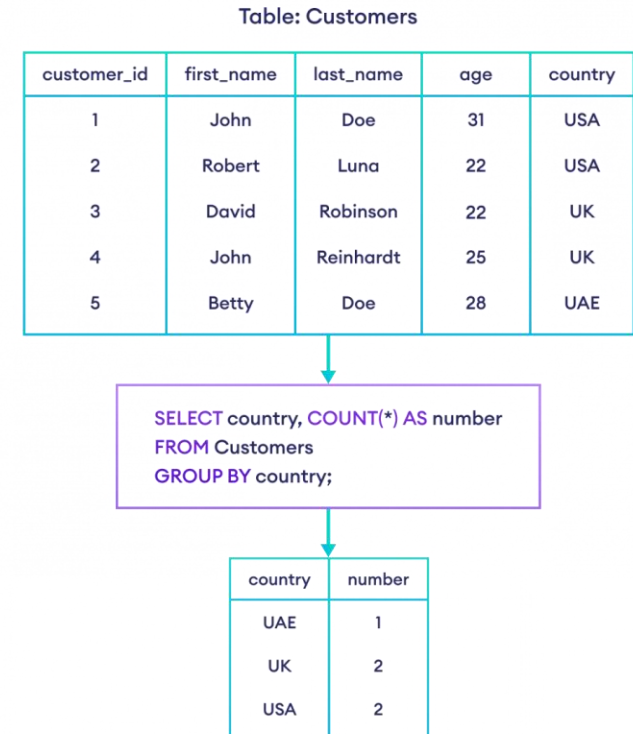 Table: Customers
customer_id first_name last_name age country
1 John Doe 31 USA
2 Robert Luna 22 USA
3 David Robinson 22 UK
4 John Reinhardt 25 UK
5 Betty Doe 28 UAE
SELECT country, COUNT(*) AS number
FROM Customers
GROUP BY country;
country number
UAE 1
UK 2
USA 2